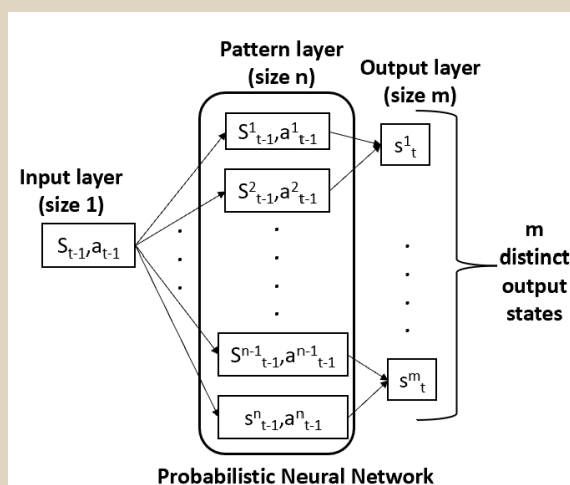 Pattern layer
(size n)
Output layer
(size m)
Input layer
(size 1)
S_{t-1},a_{t-1}
S^1_{t-1},a^1_{t-1}
S^2_{t-1},a^2_{t-1}
S^{n-1}_{t-1},a^{n-1}_{t-1}
s^n_{t-1},a^n_{t-1}
s^1_t
s^m_t
m
distinct
output
states
Probabilistic Neural Network